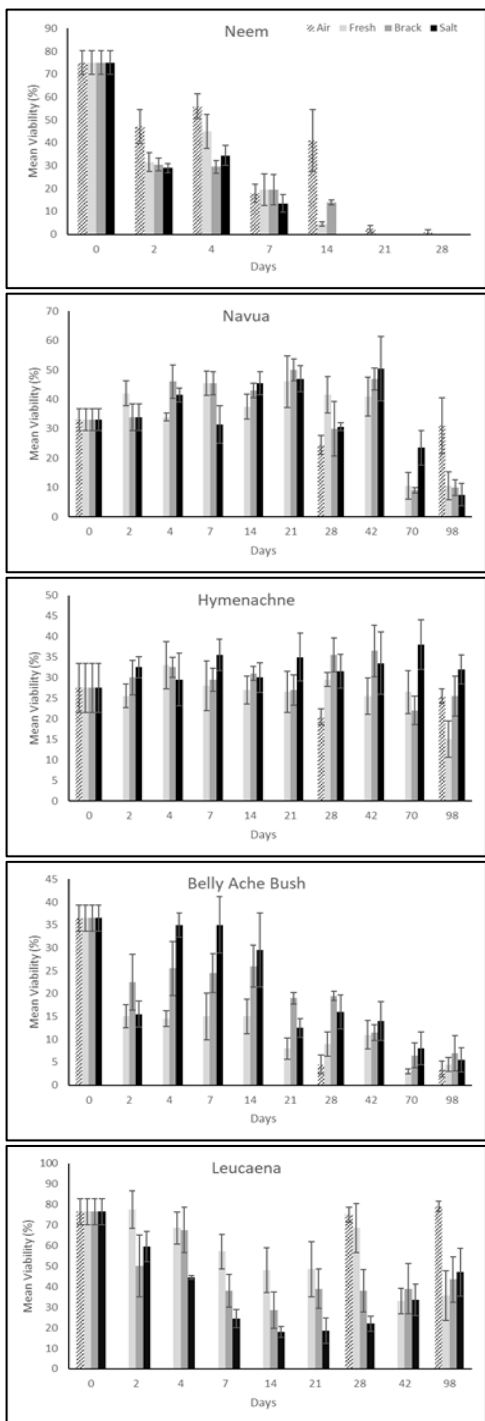 Neem
Air Fresh Brack Salt
Mean Viability (%)
90
80
70
60
50
40
30
20
10
0
0 2 4 7 14 21 28
Days
Navua
Mean Viability (%)
70
60
50
40
30
20
10
0
0 2 4 7 14 21 28 42 70 98
Days
Hymenachne
Mean Viability (%)
50
45
40
35
30
25
20
15
10
5
0
0 2 4 7 14 21 28 42 70 98
Days
Belly Ache Bush
Mean Viability (%)
45
40
35
30
25
20
15
10
5
0
0 2 4 7 14 21 28 42 70 98
Days
Leucaena
Mean Viability (%)
100
90
80
70
60
50
40
30
20
10
0
0 2 4 7 14 21 28 42 98
Days